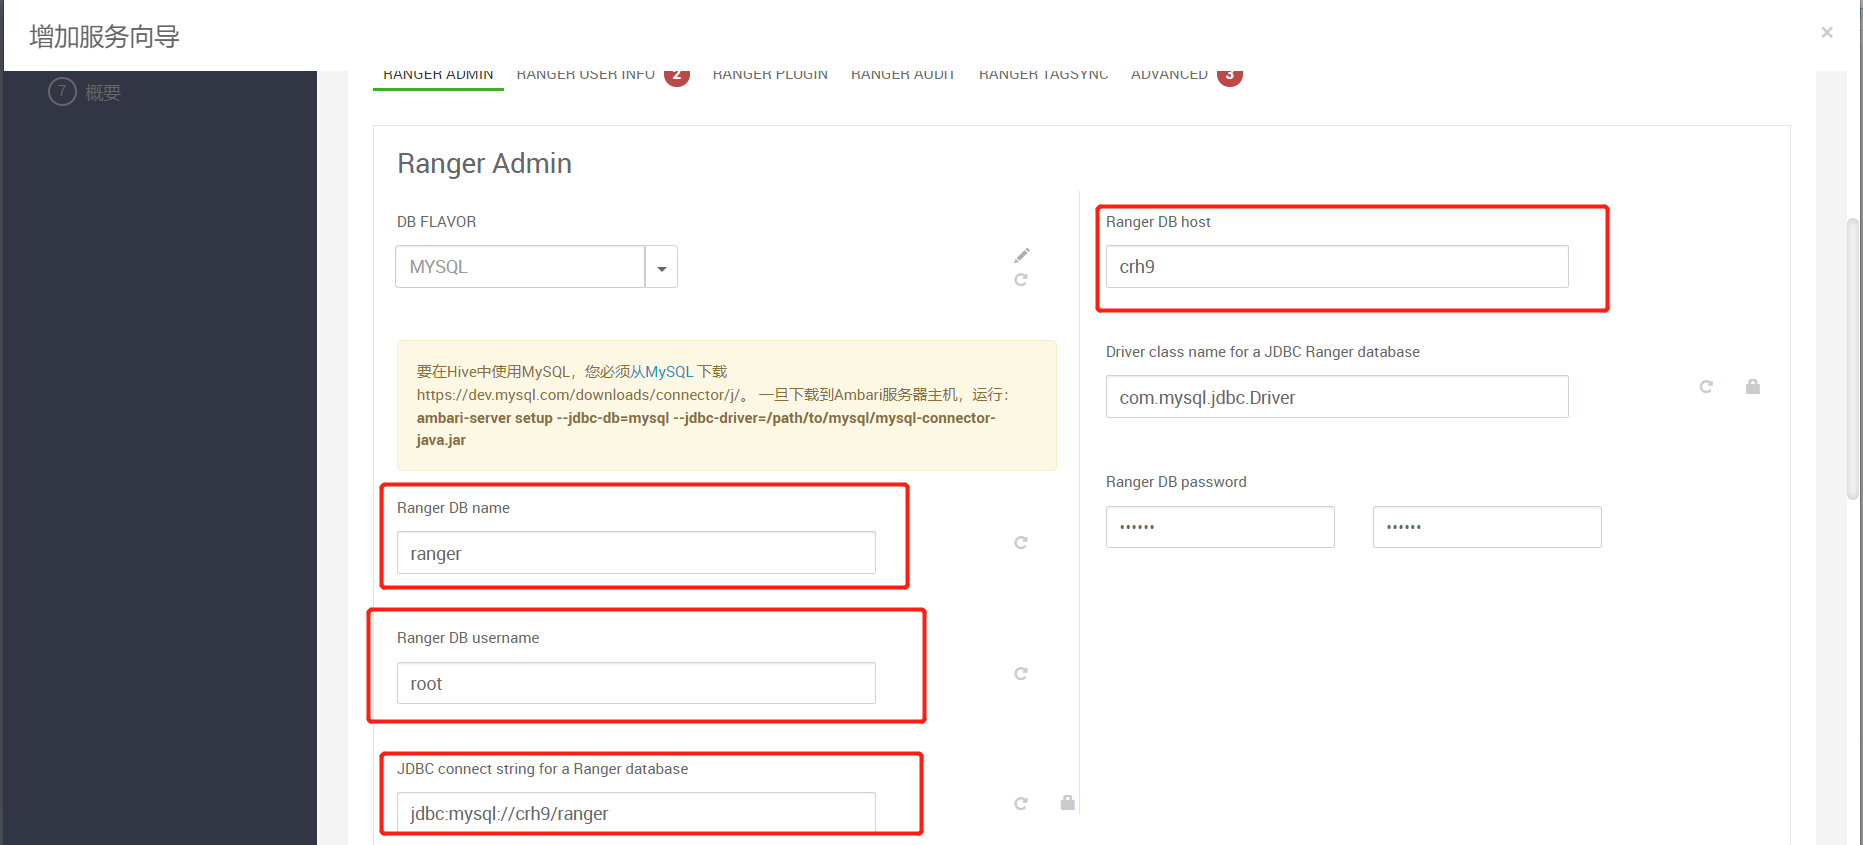 增加服务向导
×
7 概要
RANGER ADMIN RANGER USER INFO 2 RANGER PLUGIN RANGER AUDIT RANGER TAGSYNC ADVANCED 3
Ranger Admin
DB FLAVOR
MYSQL
要在Hive中使用MySQL，您必须从MySQL 下载
https://dev.mysql.com/downloads/connector/j/。 一旦下载到Ambari服务器主机，运行：
ambari-server setup --jdbc-db=mysql --jdbc-driver=/path/to/mysql/mysql-connector-
java.jar
Ranger DB name
ranger
Ranger DB username
root
JDBC connect string for a Ranger database
jdbc:mysql://crh9/ranger
Ranger DB host
crh9
Driver class name for a JDBC Ranger database
com.mysql.jdbc.Driver
Ranger DB password
•••••• ••••••